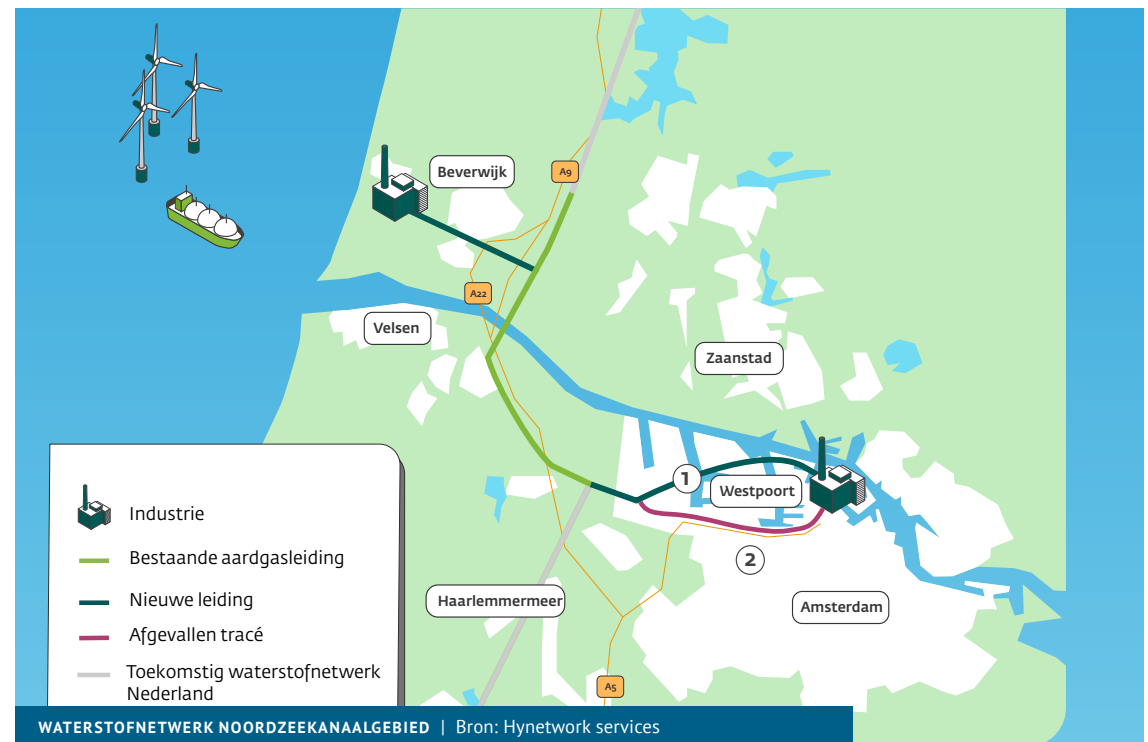 Beverwijk
A9
A22
Velsen
Zaanstad
1
Westpoort
2
Haarlemmermeer
Amsterdam
A5
Industrie
Bestaande aardgasleiding
Nieuwe leiding
Afgevallen tracé
Toekomstig waterstofnetwerk
Nederland
WATERSTOFNETWERK NOORDZEEKANAALGEBIED | Bron: Hynetwork services